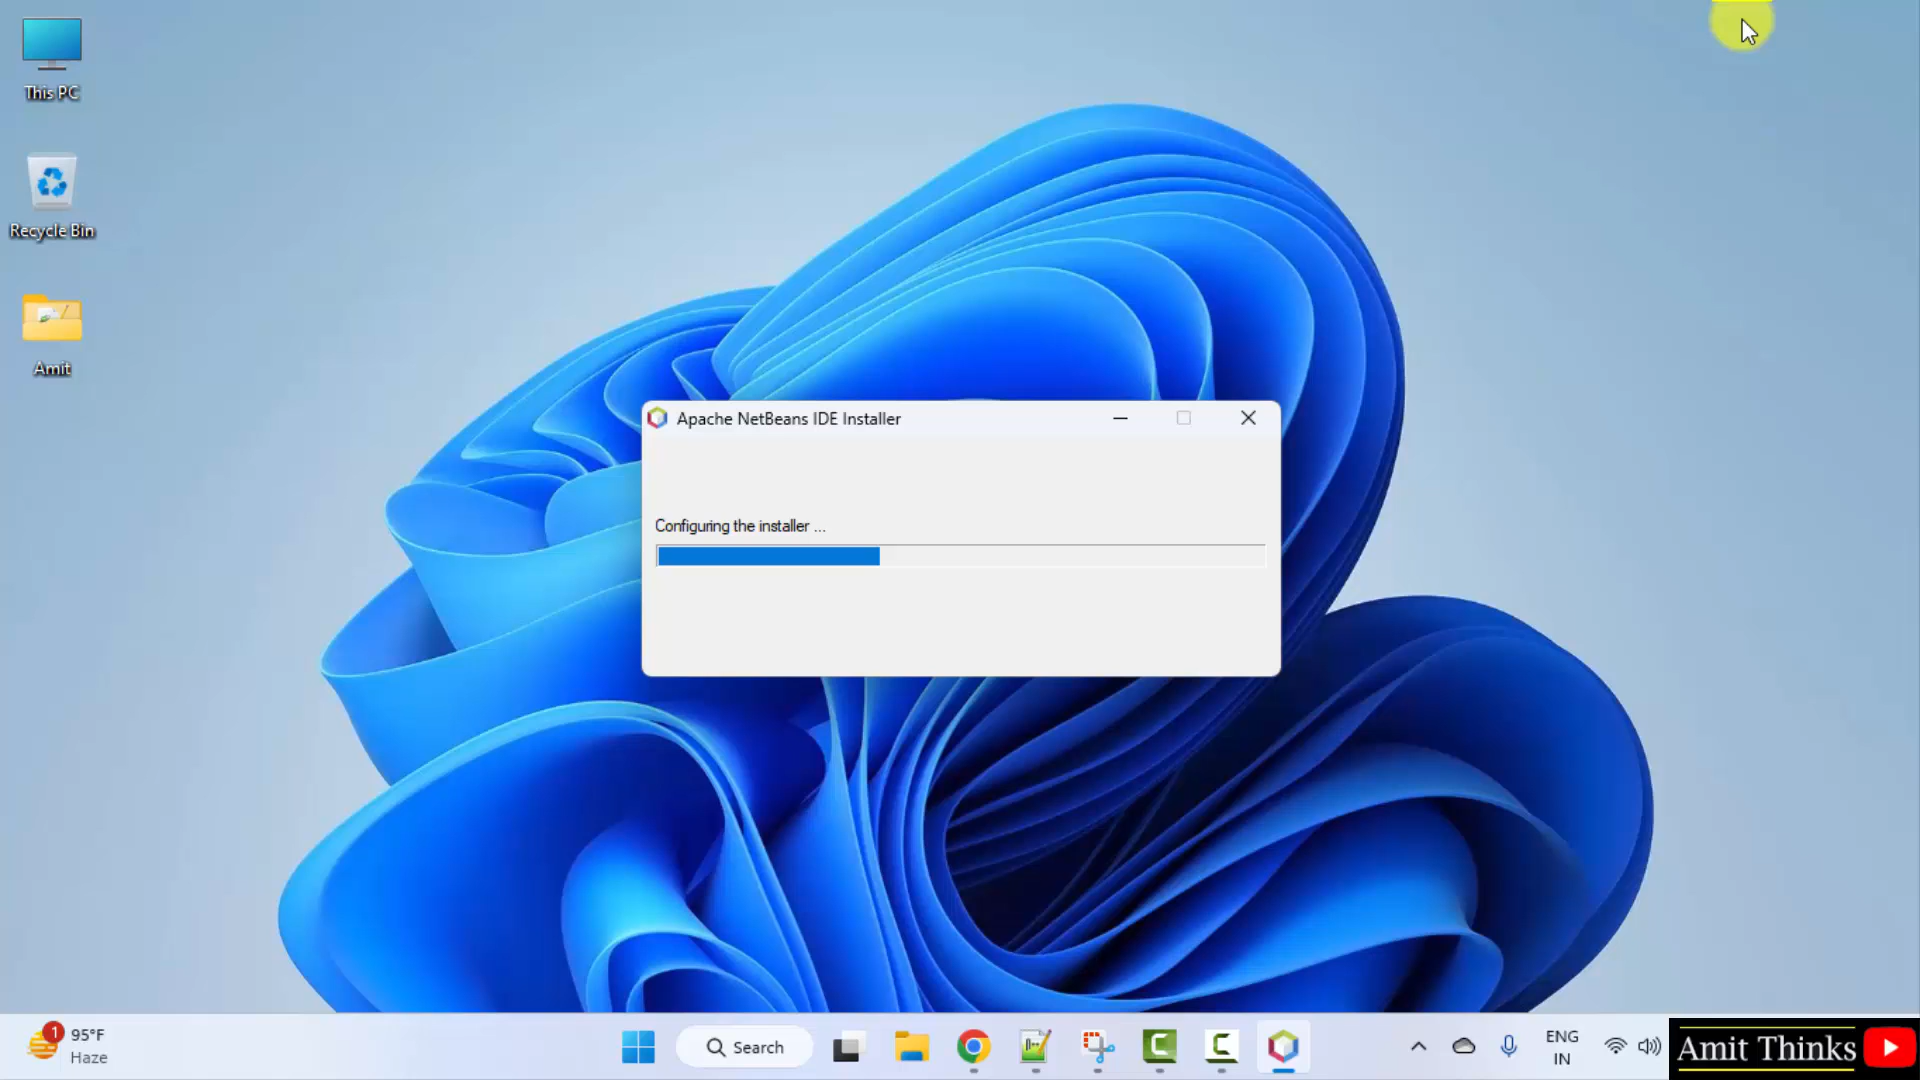 This PC
Recycle Bin
Amit
Apache NetBeans IDE Installer
Configuring the installer ...
1
95°F
Haze
Search
ENG
IN
Amit Thinks